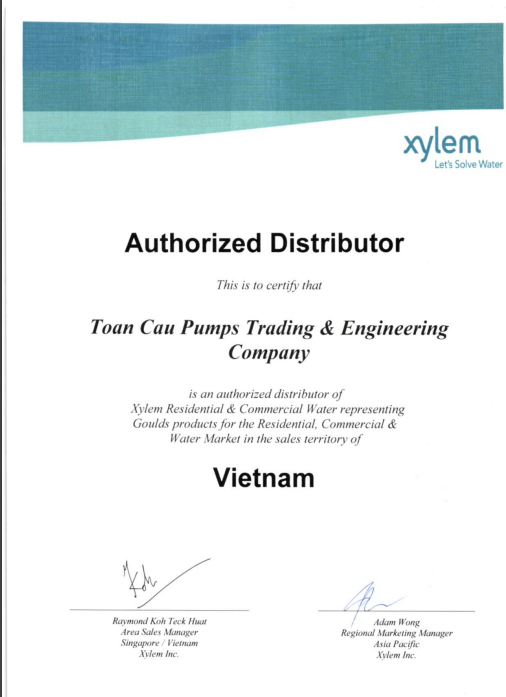 xylem
Let's Solve Water
Authorized Distributor
This is to certify that
Toan Cau Pumps Trading & Engineering
Company
is an authorized distributor of
Xylem Residential & Commercial Water representing
Goulds products for the Residential, Commercial &
Water Market in the sales territory of
Vietnam
Koh
Raymond Koh Teck Huat
Area Sales Manager
Singapore / Vietnam
Xylem Inc.
Adam Wong
Regional Marketing Manager
Asia Pacific
Xylem Inc.